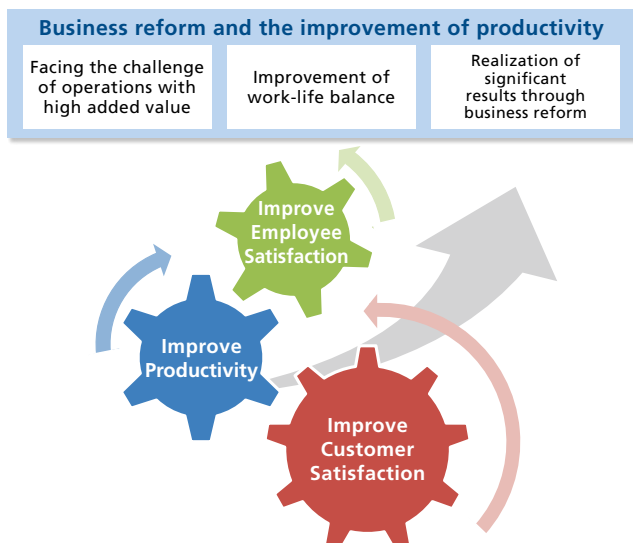 Business reform and the improvement of productivity
Facing the challenge
of operations with
high added value
Improvement of
work-life balance
Realization of
significant
results through
business reform
Improve
Employee
Satisfaction
Improve
Productivity
Improve
Customer
Satisfaction